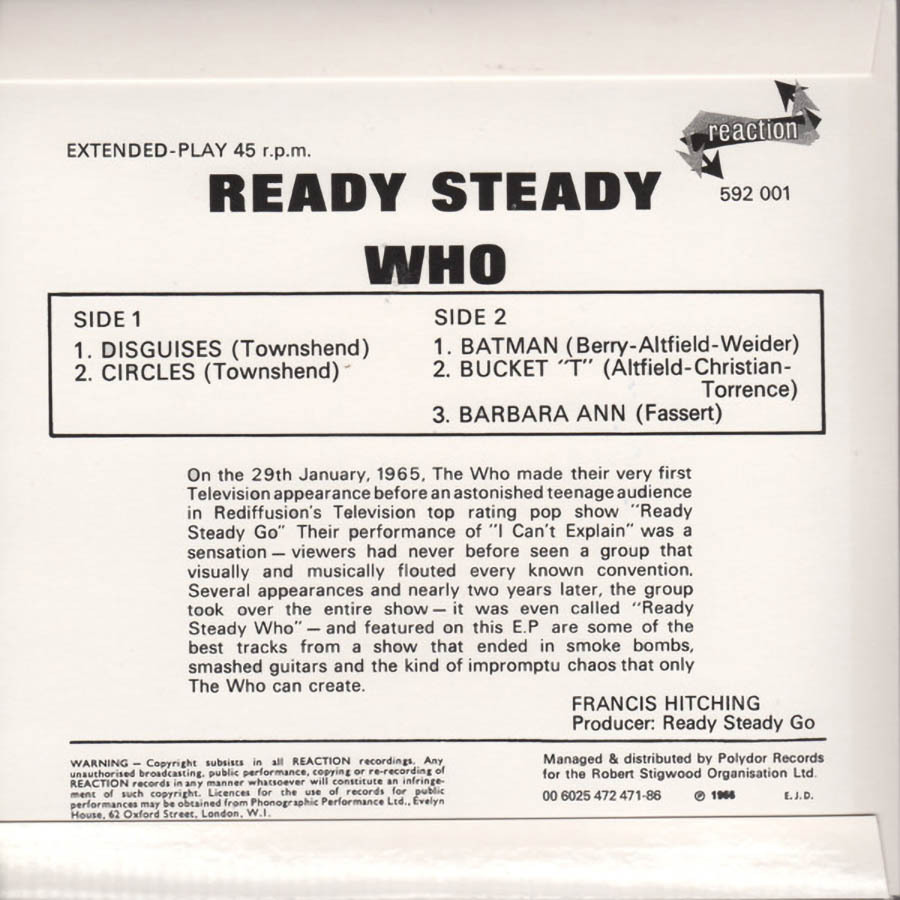 EXTENDED-PLAY 45 r.p.m.
reaction
592 001
READY STEADY
WHO
SIDE 1
1. DISGUISES (Townshend)
2. CIRCLES (Townshend)
SIDE 2
1. BATMAN (Berry-Altfield-Weider)
2. BUCKET "T" (Altfield-Christian-
Torrence)
3. BARBARA ANN (Fassert)
On the 29th January, 1965, The Who made their very first
Television appearance before an astonished teenage audience
in Rediffusion's Television top rating pop show "Ready
Steady Go" Their performance of "I Can't Explain" was a
sensation — viewers had never before seen a group that
visually and musically flouted every known convention.
Several appearances and nearly two years later, the group
took over the entire show — it was even called "Ready
Steady Who" — and featured on this E.P are some of the
best tracks from a show that ended in smoke bombs,
smashed guitars and the kind of impromptu chaos that only
The Who can create.
FRANCIS HITCHING
Producer: Ready Steady Go
WARNING — Copyright subsists in all REACTION recordings. Any
unauthorised broadcasting, public performance, copying or re-recording of
REACTION records in any manner whatsoever will constitute an infringe-
ment of such copyright. Licences for the use of records for public
performances may be obtained from Phonographic Performance Ltd., Evelyn
House, 62 Oxford Street, London, W.1.
Managed & distributed by Polydor Records
for the Robert Stigwood Organisation Ltd.
00 6025 472 471-86 ℗ 1966 E.J.D.